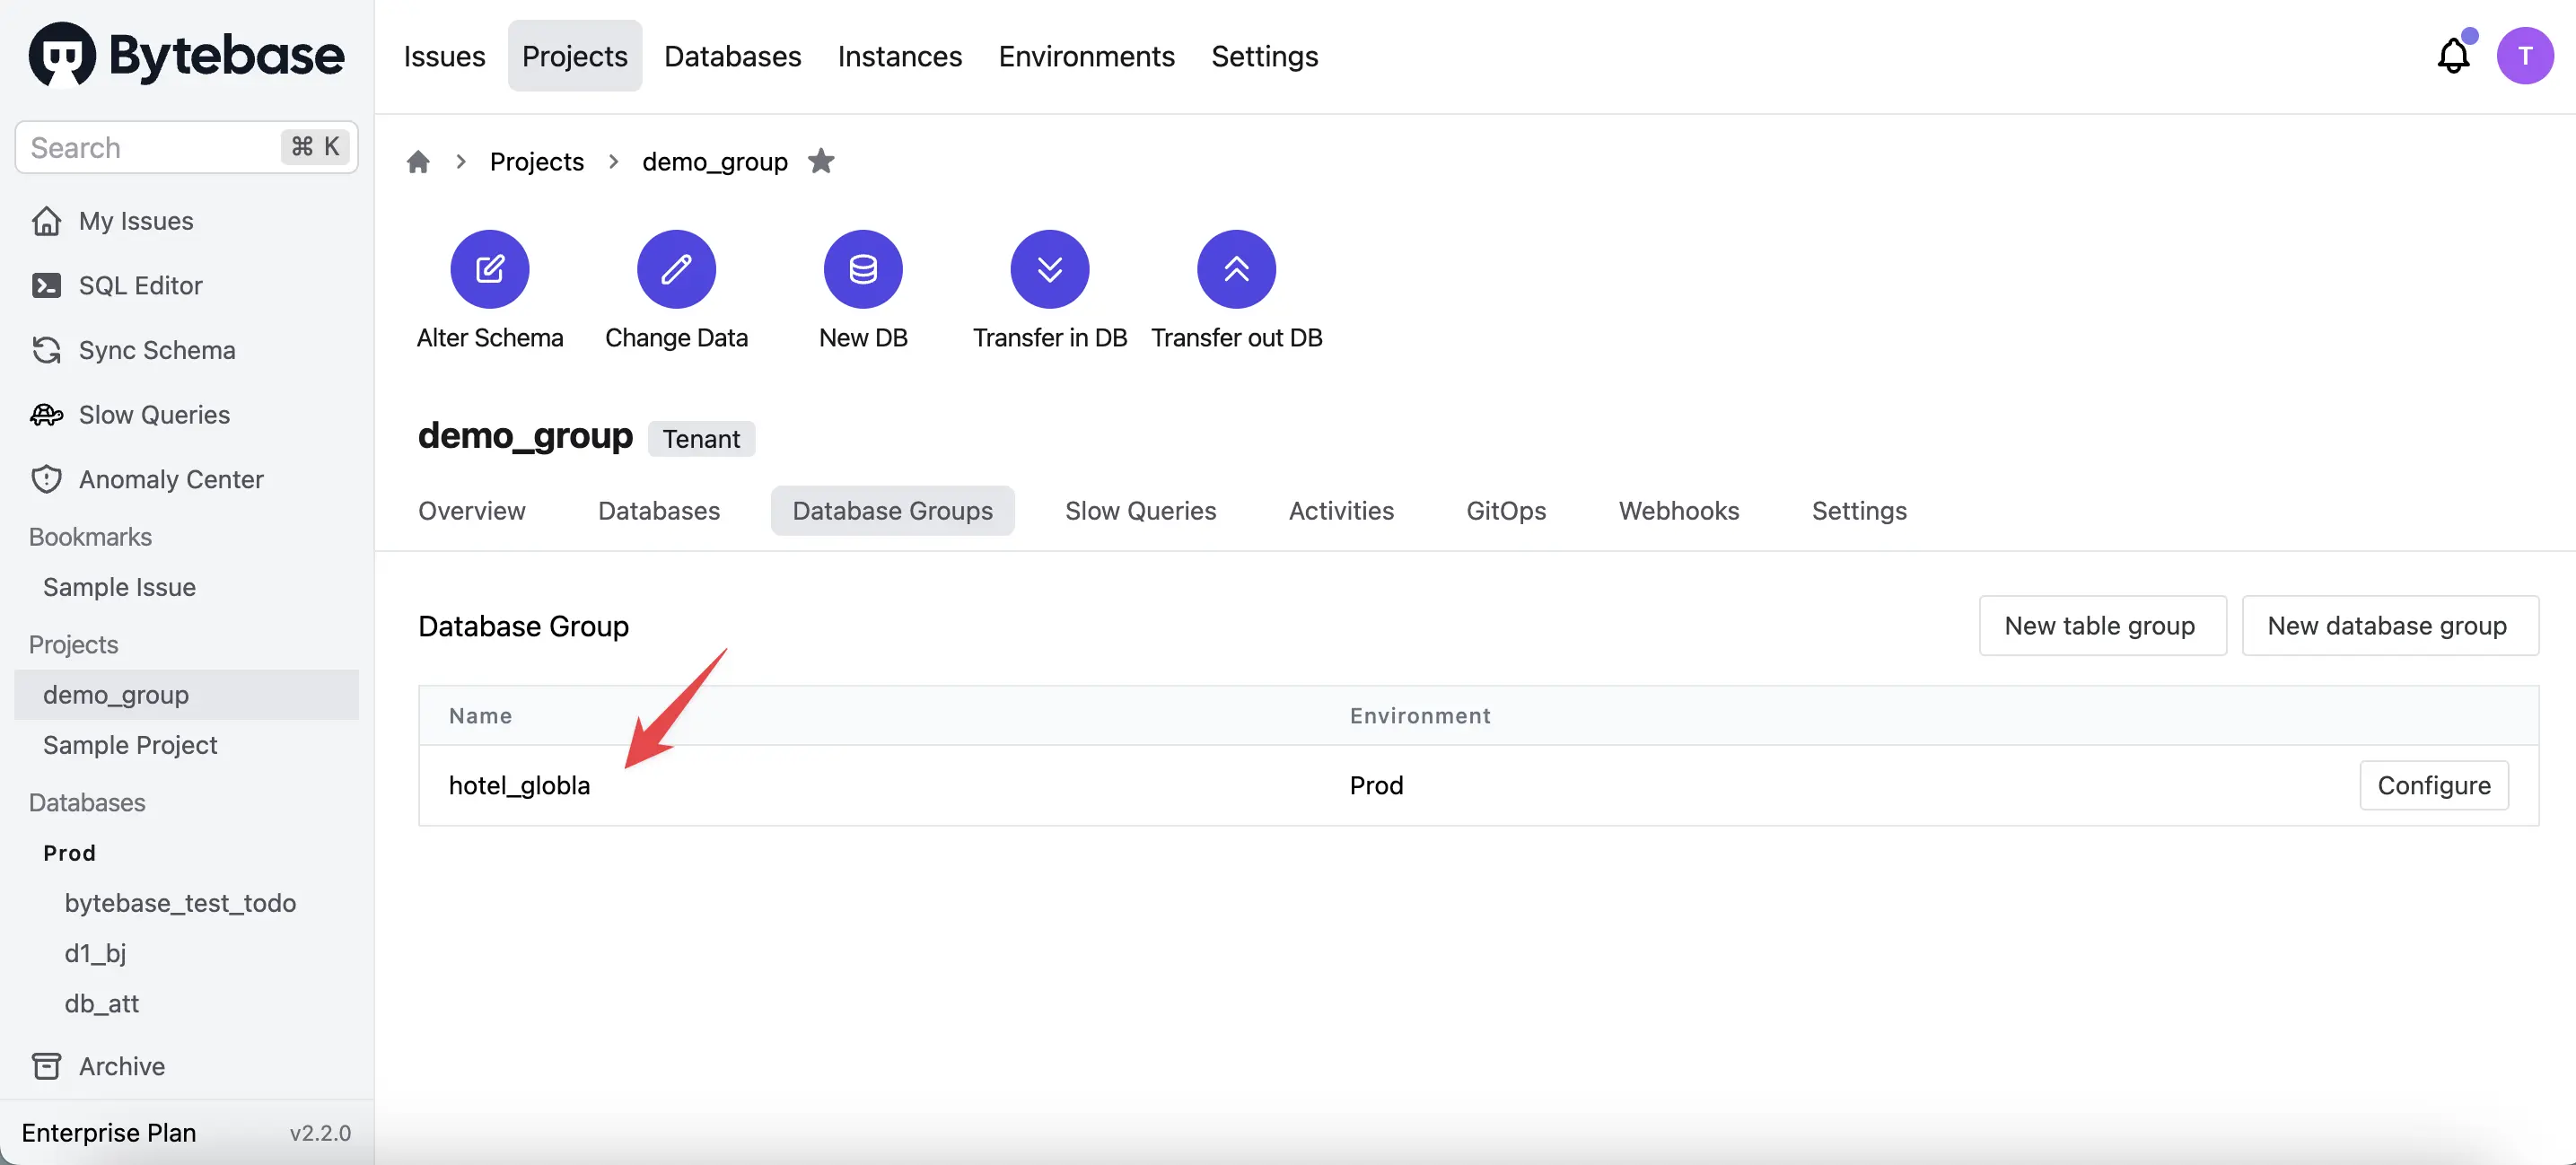 Bytebase
Search ⌘ K
My Issues
SQL Editor
Sync Schema
Slow Queries
Anomaly Center
Bookmarks
Sample Issue
Projects
demo_group
Sample Project
Databases
Prod
bytebase_test_todo
d1_bj
db_att
Archive
Enterprise Plan v2.2.0
Issues Projects Databases Instances Environments Settings
T
Projects demo_group
Alter Schema Change Data New DB Transfer in DB Transfer out DB
demo_group Tenant
Overview Databases Database Groups Slow Queries Activities GitOps Webhooks Settings
Database Group New table group New database group
Name Environment
hotel_globla Prod Configure